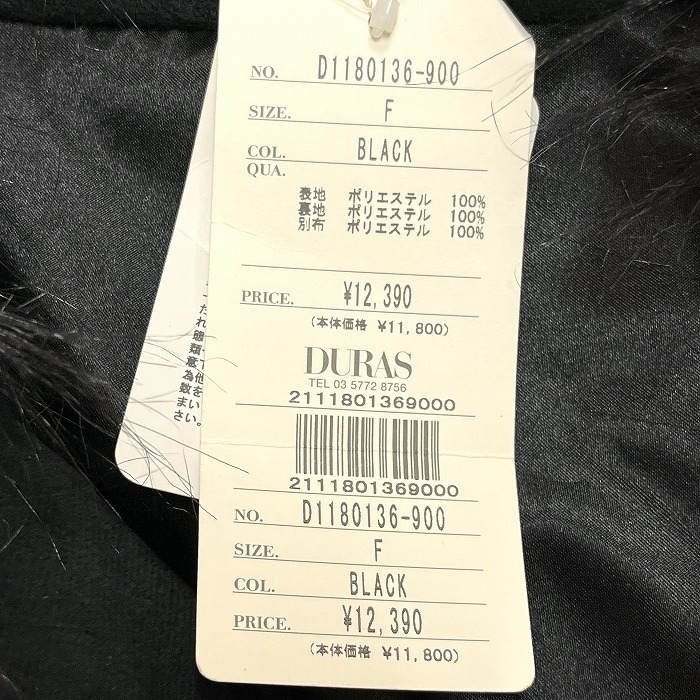 NO. D1180136-900
SIZE. F
COL. BLACK
QUA.
表地 ポリエステル 100%
裏地 ポリエステル 100%
別布 ポリエステル 100%
PRICE. ¥12,390
(本体価格 ¥11,800)
DURAS
TEL 03 5772 8756
2111801369000
2111801369000
NO. D1180136-900
SIZE. F
COL. BLACK
PRICE. ¥12,390
(本体価格 ¥11,800)
さい。